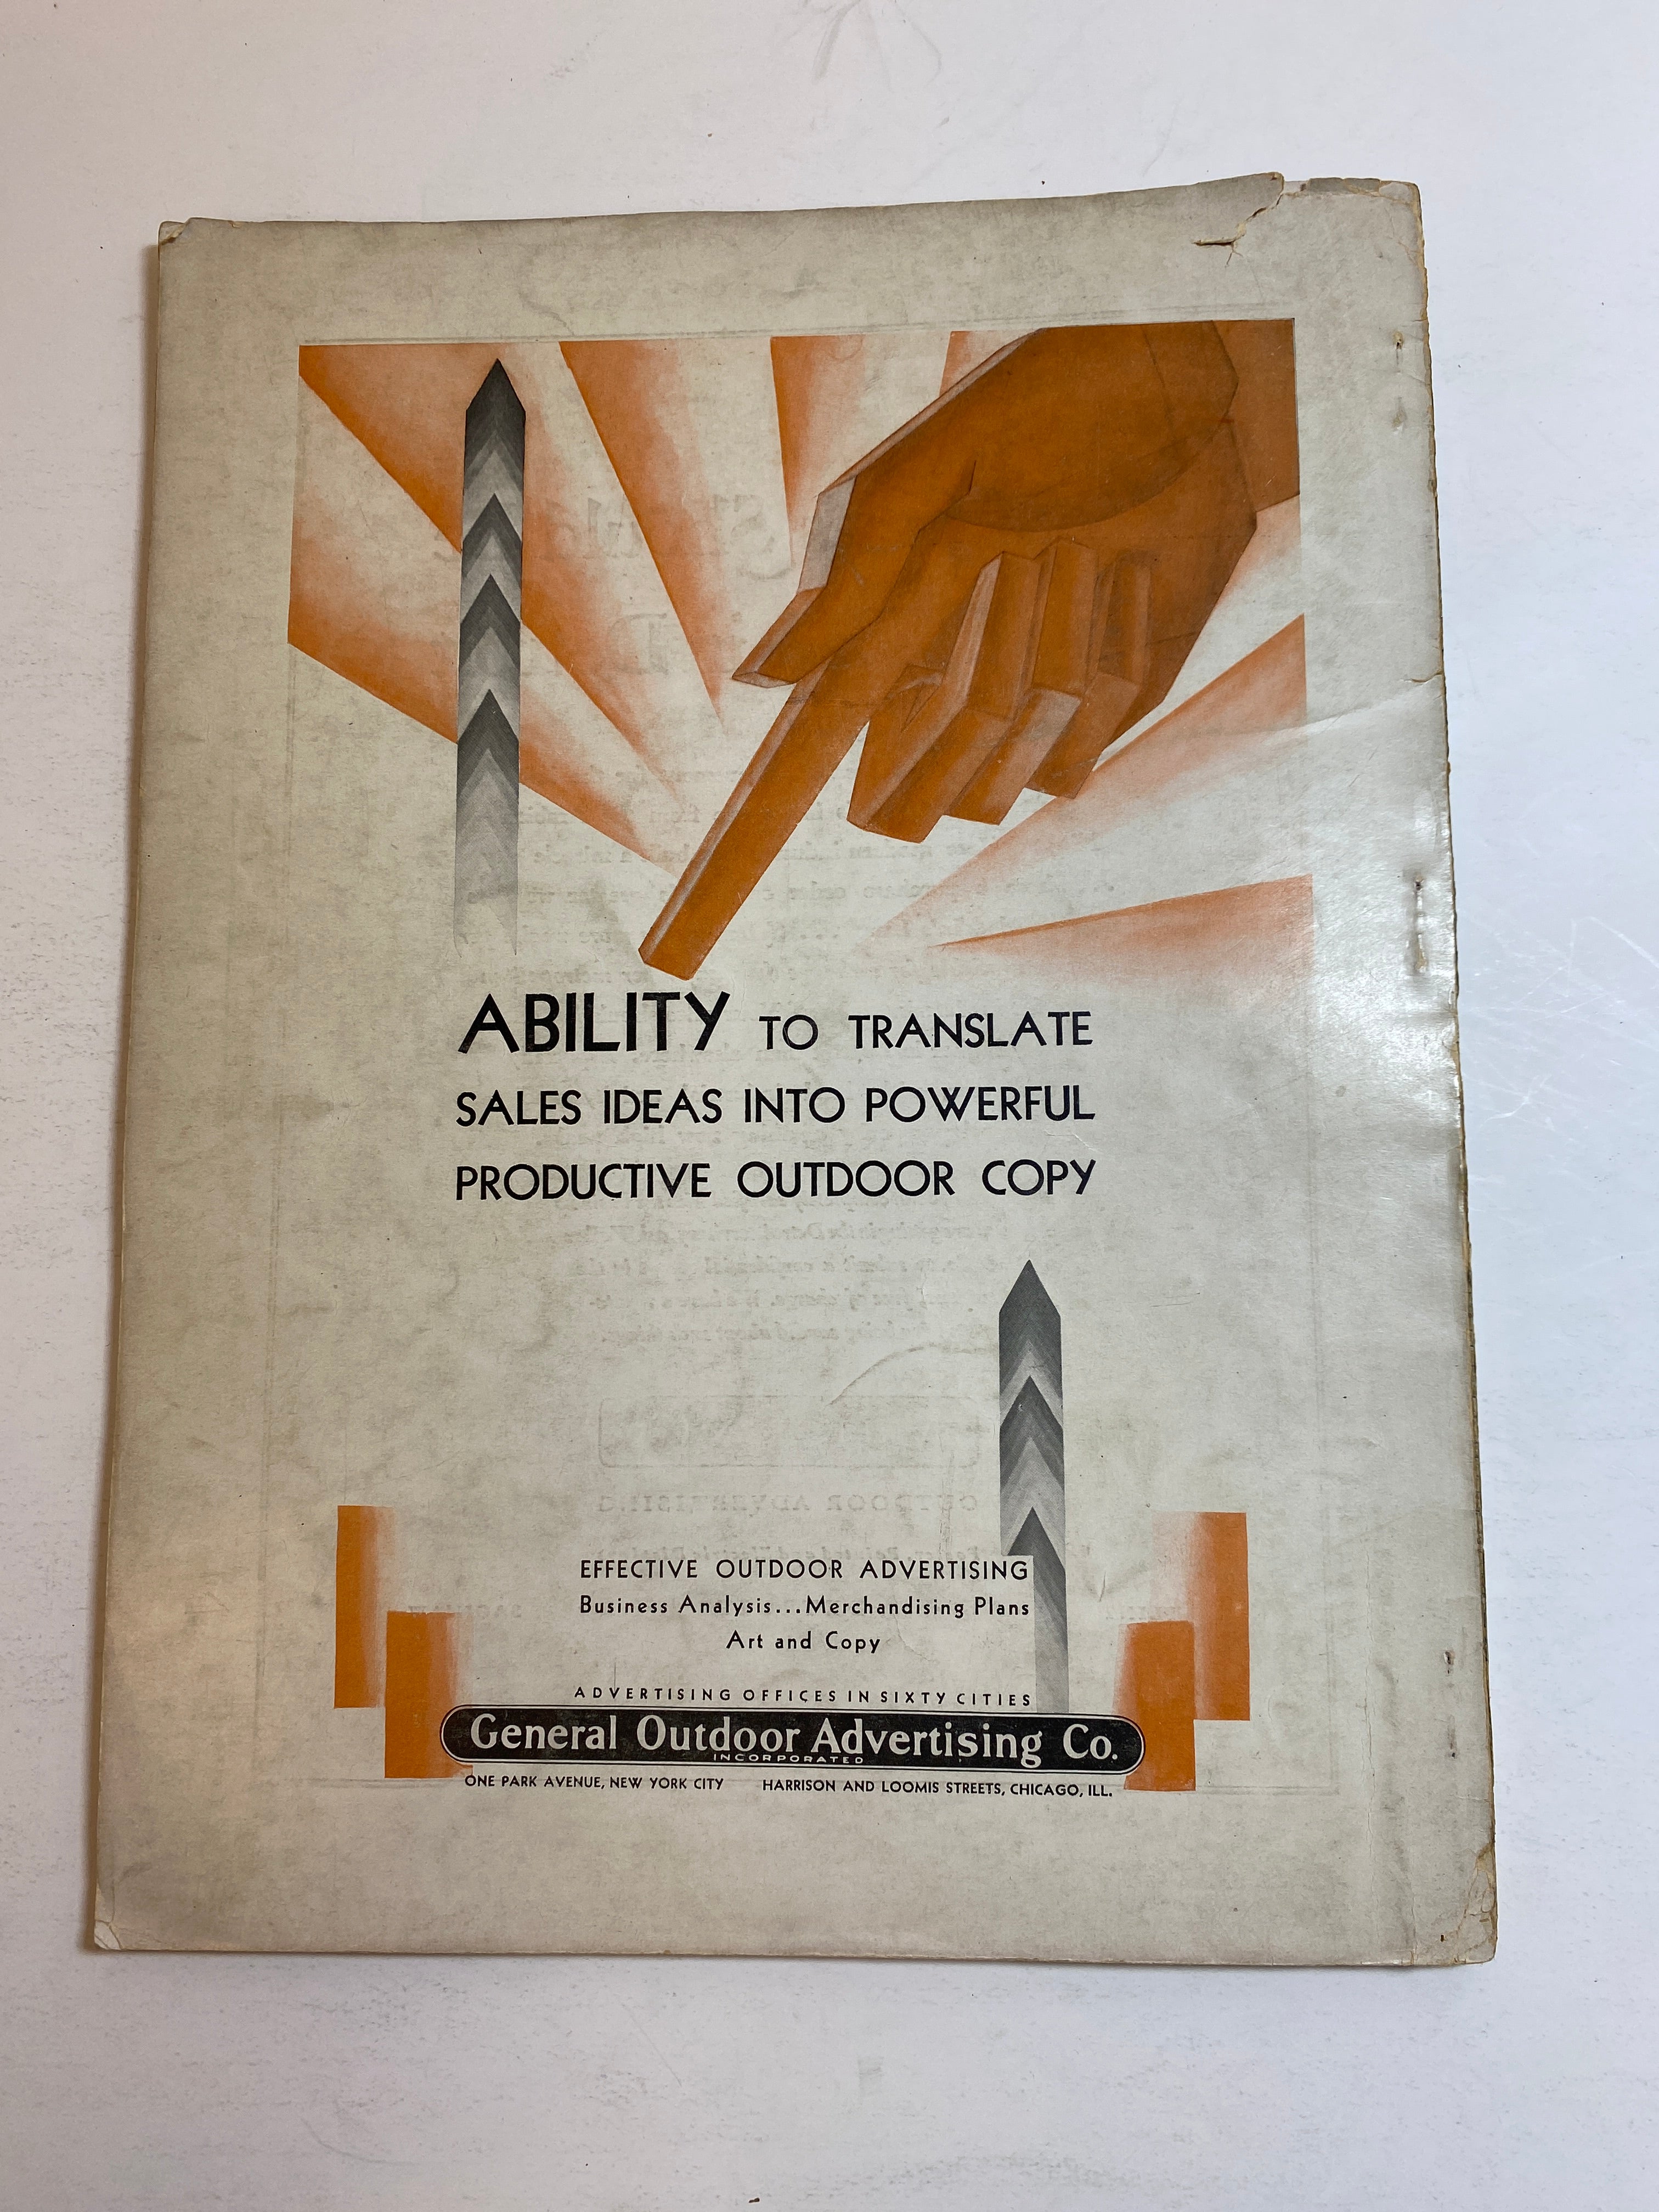 ABILITY TO TRANSLATE
SALES IDEAS INTO POWERFUL
PRODUCTIVE OUTDOOR COPY
EFFECTIVE OUTDOOR ADVERTISING
Business Analysis...Merchandising Plans
Art and Copy
ADVERTISING OFFICES IN SIXTY CITIES
General Outdoor Advertising Co.
INCORPORATED
ONE PARK AVENUE, NEW YORK CITY HARRISON AND LOOMIS STREETS, CHICAGO, ILL.